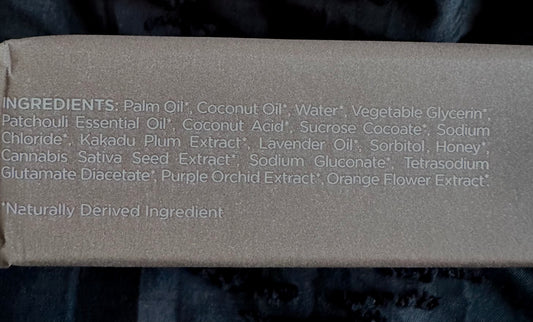 INGREDIENTS: Palm Oil*, Coconut Oil*, Water*, Vegetable Glycerin*,
Patchouli Essential Oil*, Coconut Acid*, Sucrose Cocoate*, Sodium
Chloride*, Kakadu Plum Extract*, Lavender Oil*, Sorbitol, Honey*,
Cannabis Sativa Seed Extract*, Sodium Gluconate*, Tetrasodium
Glutamate Diacetate*, Purple Orchid Extract*, Orange Flower Extract*.
*Naturally Derived Ingredient